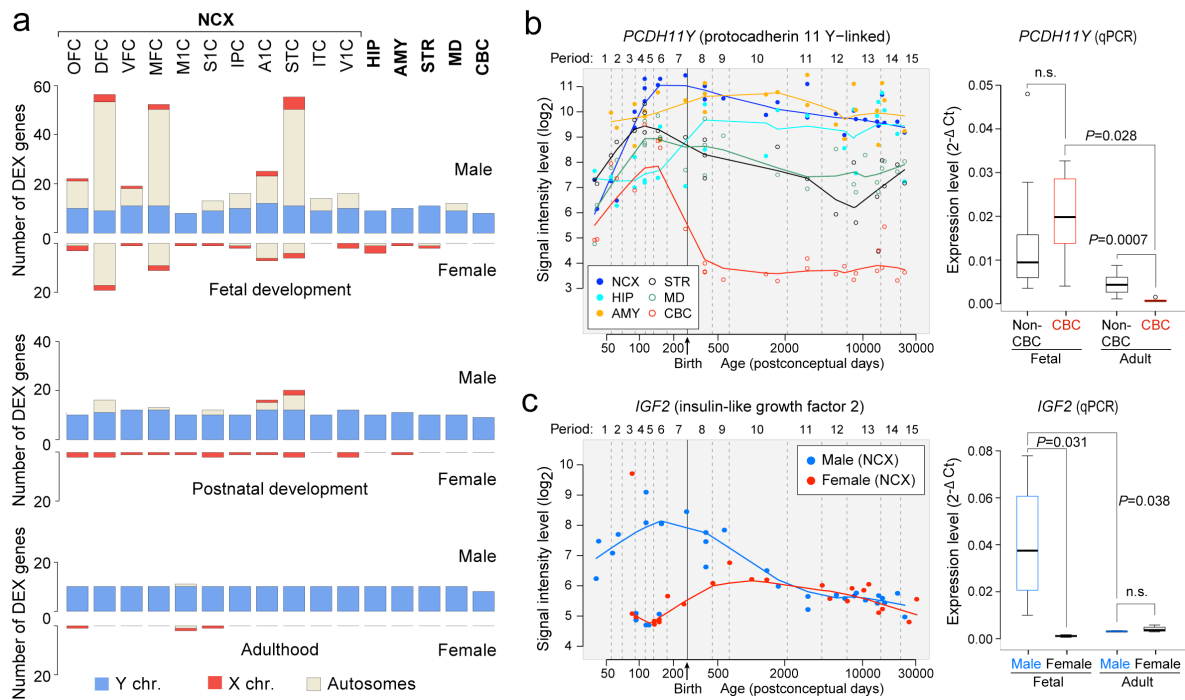 a
NCX
OFC
DFC
VFC
MFC
M1C
S1C
IPC
A1C
STC
ITC
V1C
HIP
AMY
STR
MD
CBC
Number of DEX genes
60
40
20
0
20
Male
Female
Fetal development
Number of DEX genes
40
20
0
20
Male
Female
Postnatal development
Number of DEX genes
20
0
20
Male
Female
Adulthood
Y chr. X chr. Autosomes
b
PCDH11Y (protocadherin 11 Y−linked)
Period: 1 2 3 4 5 6 7 8 9 10 11 12 13 14 15
Signal intensity level (log2)
11
10
9
8
7
6
5
4
3
NCX STR
HIP MD
AMY CBC
50 100 200 500 2000 10000 30000
Birth Age (postconceptual days)
PCDH11Y (qPCR)
Expression level (2-Δ Ct)
0.05
0.04
0.03
0.02
0.01
0.00
n.s.
P=0.028
P=0.0007
Non-CBC CBC Non-CBC CBC
Fetal Adult
c
IGF2 (insulin-like growth factor 2)
Period: 1 2 3 4 5 6 7 8 9 10 11 12 13 14 15
Signal intensity level (log2)
10
9
8
7
6
5
4
Male (NCX)
Female (NCX)
50 100 200 500 2000 10000 30000
Birth Age (postconceptual days)
IGF2 (qPCR)
Expression level (2-Δ Ct)
0.08
0.06
0.04
0.02
0.00
P=0.031
P=0.038
n.s.
Male Female Male Female
Fetal Adult